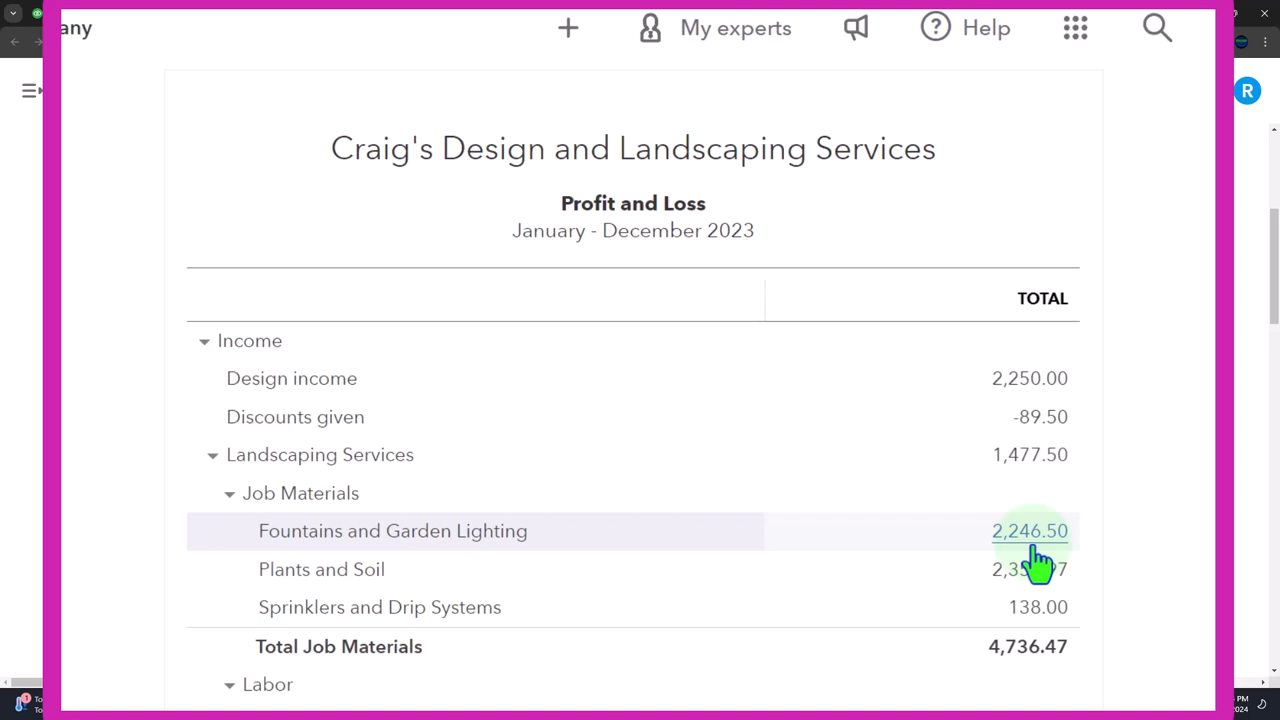 any
My experts
Help
R
Craig's Design and Landscaping Services
Profit and Loss
January - December 2023
TOTAL
Income
Design income 2,250.00
Discounts given -89.50
Landscaping Services 1,477.50
Job Materials
Fountains and Garden Lighting 2,246.50
Plants and Soil
Sprinklers and Drip Systems 138.00
Total Job Materials 4,736.47
Labor